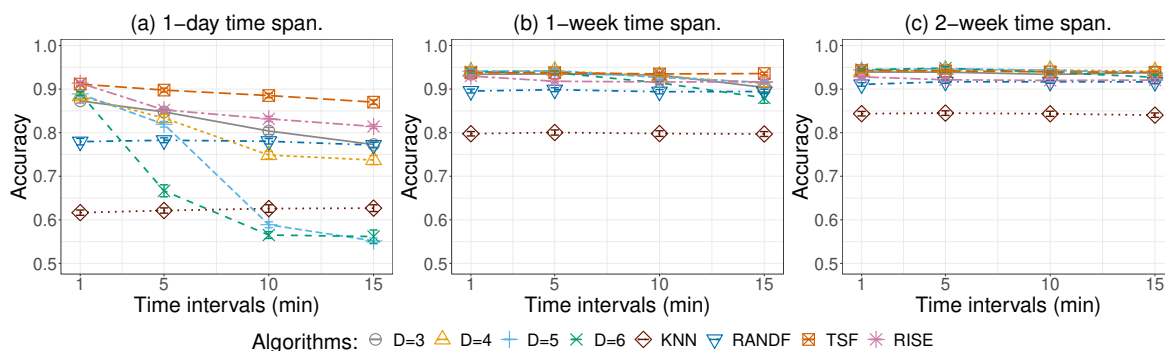 (a) 1−day time span.
(b) 1−week time span.
(c) 2−week time span.
Accuracy
1.0
0.9
0.8
0.7
0.6
0.5
1 5 10 15
Time intervals (min)
Accuracy
1.0
0.9
0.8
0.7
0.6
0.5
1 5 10 15
Time intervals (min)
Accuracy
1.0
0.9
0.8
0.7
0.6
0.5
1 5 10 15
Time intervals (min)
Algorithms: D=3 D=4 D=5 D=6 KNN RANDF TSF RISE